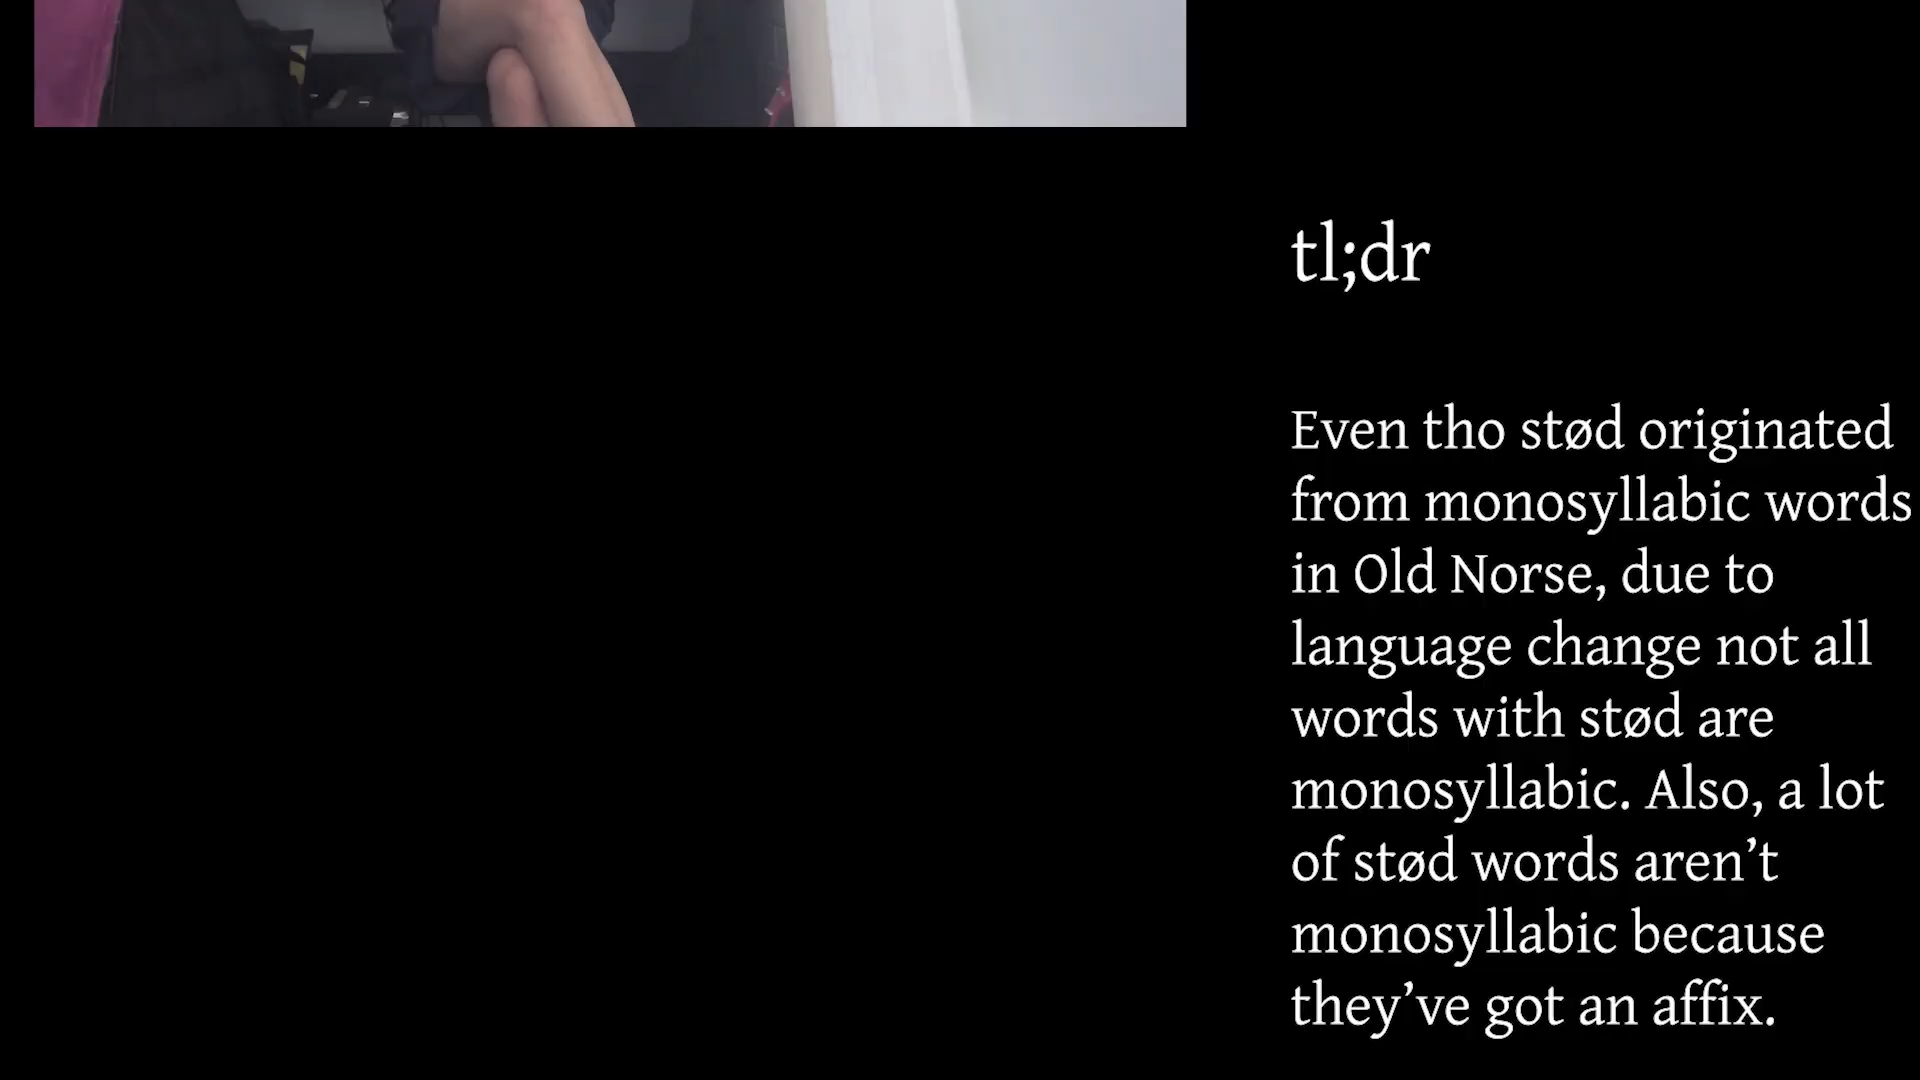 tl;dr
Even tho stød originated
from monosyllabic words
in Old Norse, due to
language change not all
words with stød are
monosyllabic. Also, a lot
of stød words aren’t
monosyllabic because
they’ve got an affix.